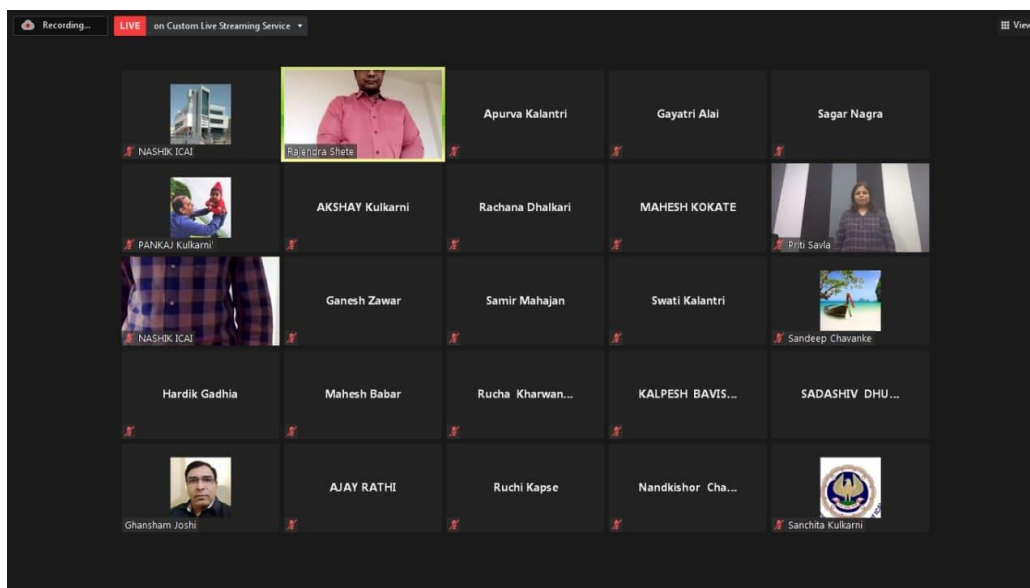 Recording...
LIVE on Custom Live Streaming Service
View
NASHIK ICAI
Rajendra Shete
Apurva Kalantri
Gayatri Alai
Sagar Nagra
PANKAJ Kulkarni'
AKSHAY Kulkarni
Rachana Dhalkari
MAHESH KOKATE
Priti Savla
NASHIK ICAI
Ganesh Zawar
Samir Mahajan
Swati Kalantri
Sandeep Chavanke
Hardik Gadhia
Mahesh Babar
Rucha Kharwan...
KALPESH BAVIS...
SADASHIV DHU...
Ghansham Joshi
AJAY RATHI
Ruchi Kapse
Nandkishor Cha...
Sanchita Kulkarni